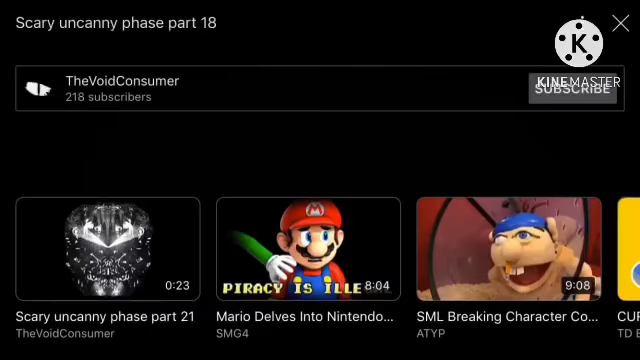 Scary uncanny phase part 18
K
KINEMASTER
TheVoidConsumer
218 subscribers
SUBSCRIBE
M
PIRACY IS ILLE
0:23
8:04
9:08
Scary uncanny phase part 21
Mario Delves Into Nintendo...
SML Breaking Character Co...
CUP
TheVoidConsumer
SMG4
ATYP
TD